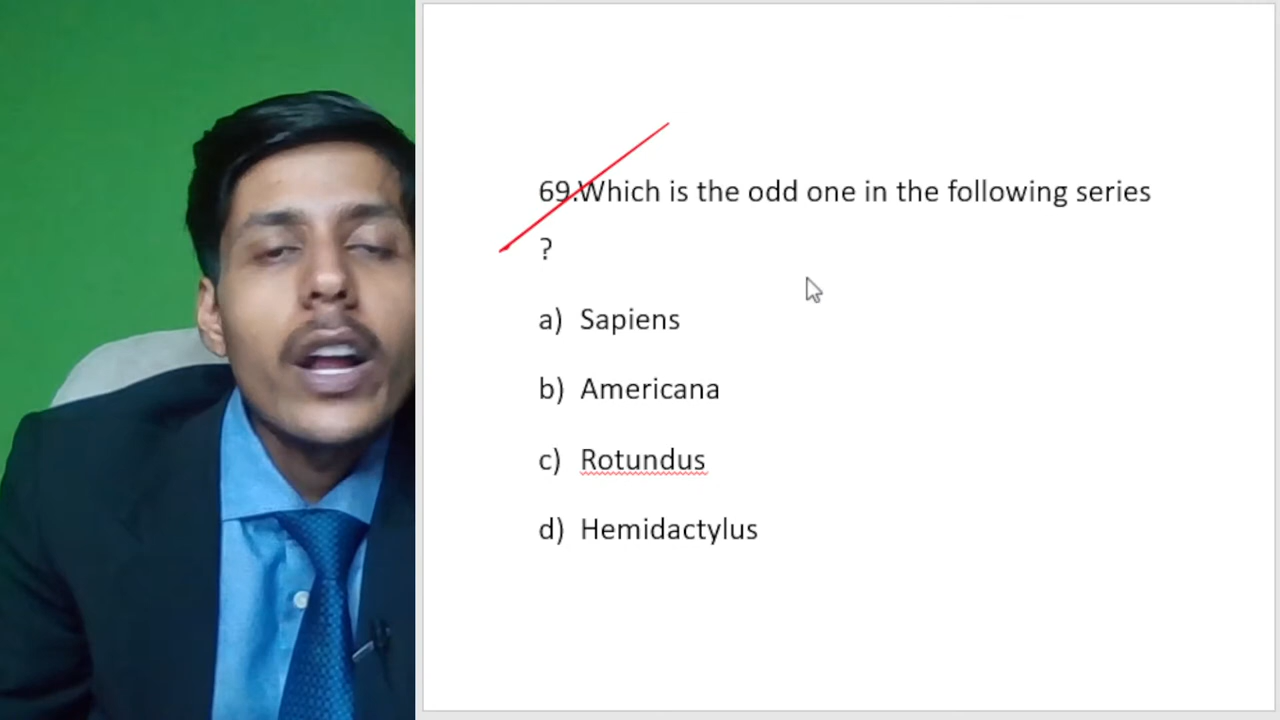 69.Which is the odd one in the following series
?
a) Sapiens
b) Americana
c) Rotundus
d) Hemidactylus